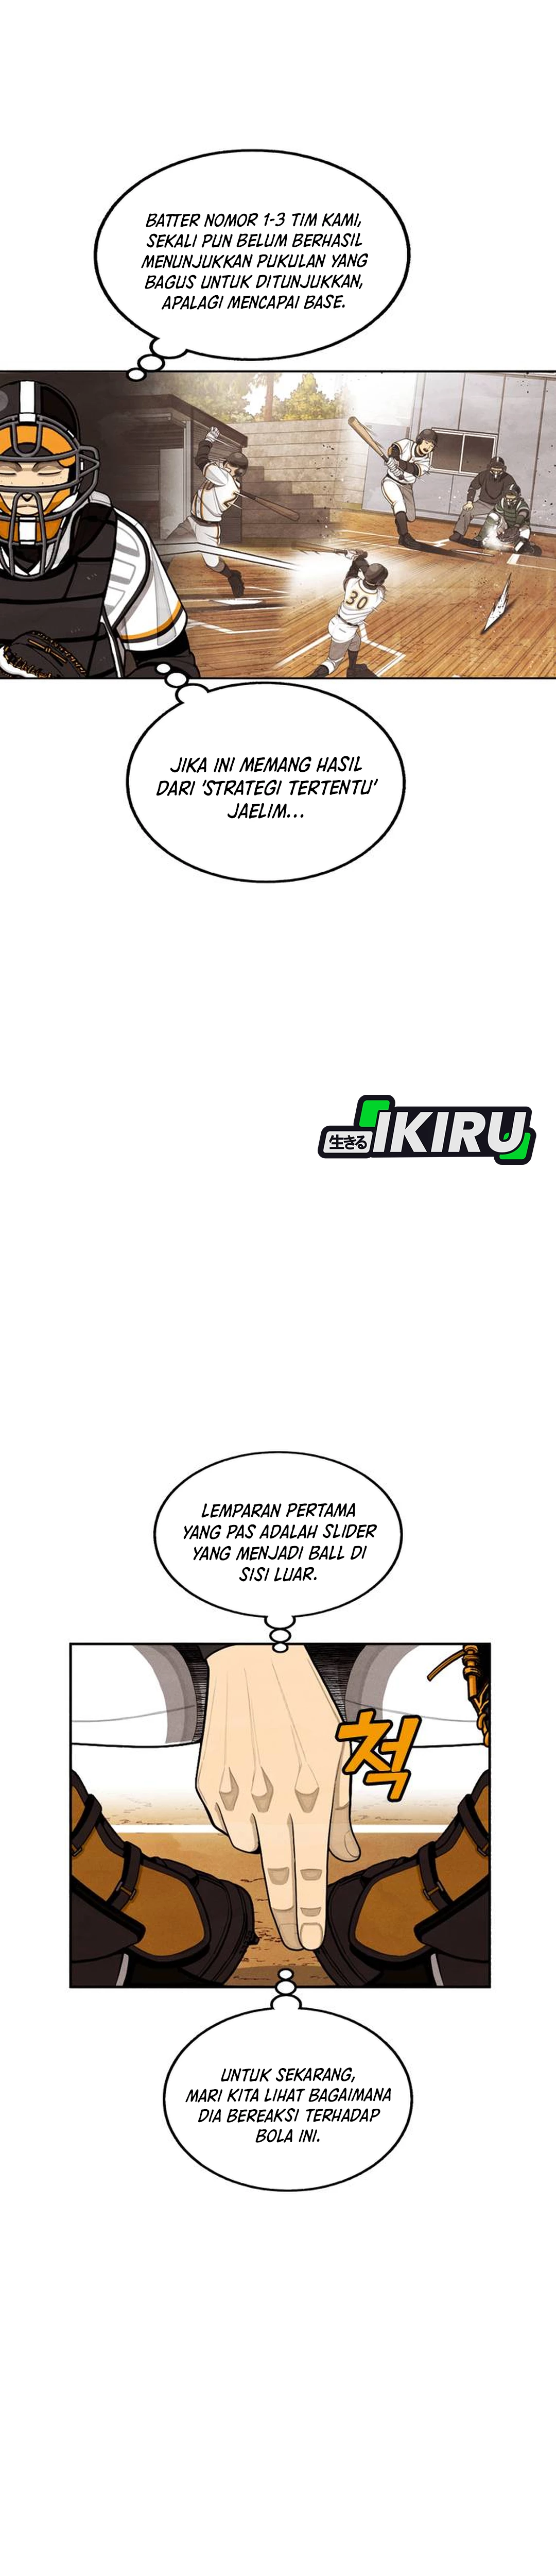 BATTER NOMOR 1-3 TIM KAMI,
SEKALI PUN BELUM BERHASIL
MENUNJUKKAN PUKULAN YANG
BAGUS UNTUK DITUNJUKKAN,
APALAGI MENCAPAI BASE.
2
30
JIKA INI MEMANG HASIL
DARI 'STRATEGI TERTENTU'
JAELIM...
生きる IKIRU
LEMPARAN PERTAMA
YANG PAS ADALAH SLIDER
YANG MENJADI BALL DI
SISI LUAR.
척
UNTUK SEKARANG,
MARI KITA LIHAT BAGAIMANA
DIA BEREAKSI TERHADAP
BOLA INI.